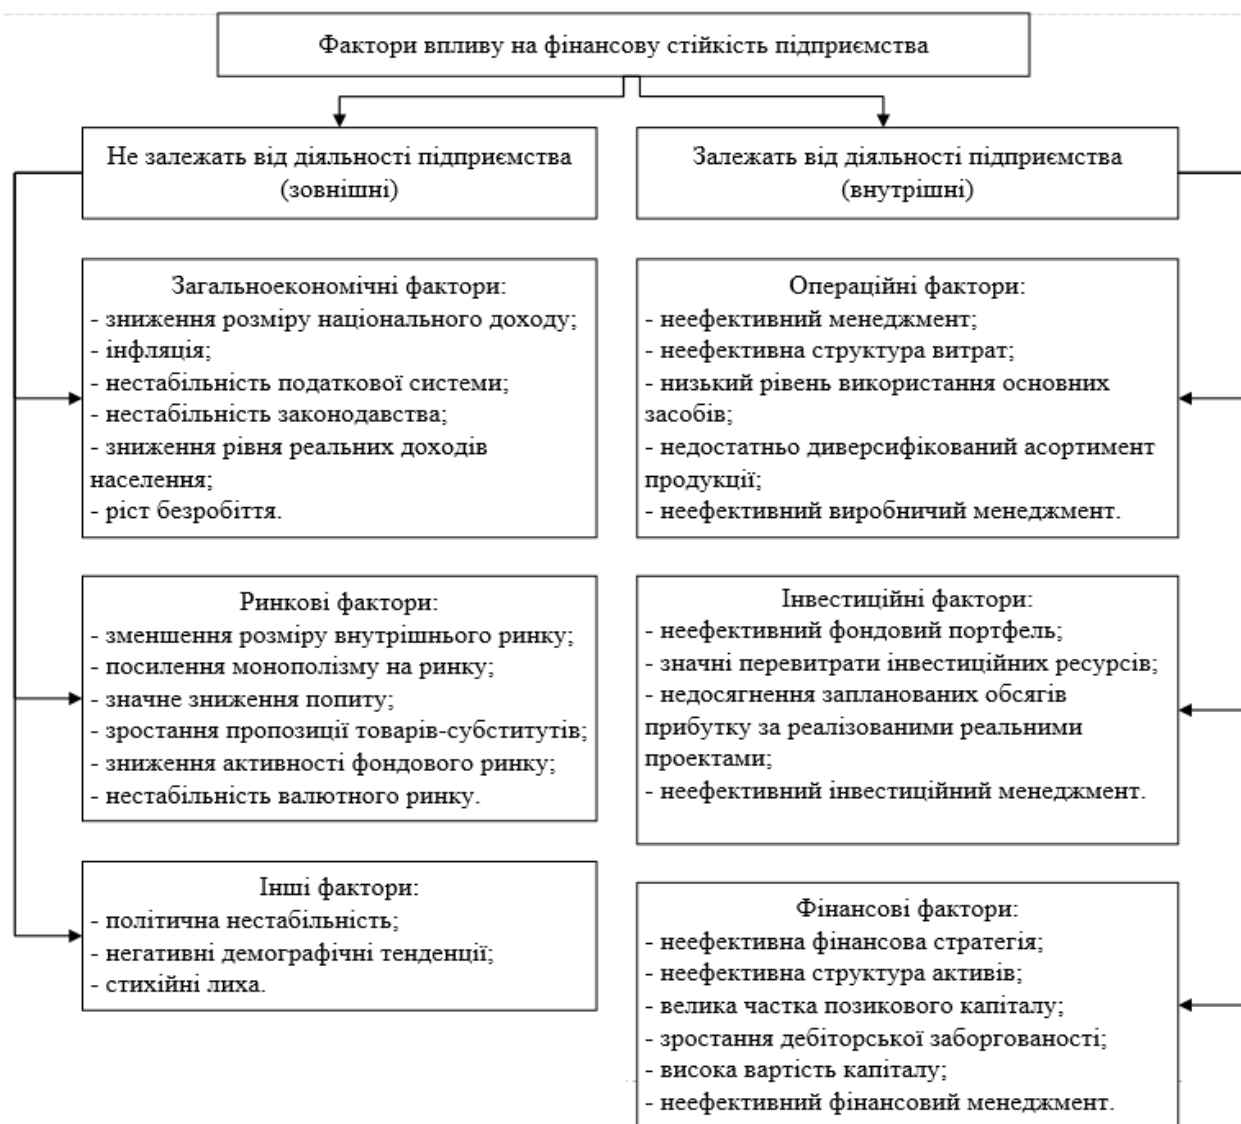 Фактори впливу на фінансову стійкість підприємства
Не залежать від діяльності підприємства
(зовнішні)
Залежать від діяльності підприємства
(внутрішні)
Загальноекономічні фактори:
- зниження розміру національного доходу;
- інфляція;
- нестабільність податкової системи;
- нестабільність законодавства;
- зниження рівня реальних доходів
населення;
- ріст безробіття.
Ринкові фактори:
- зменшення розміру внутрішнього ринку;
- посилення монополізму на ринку;
- значне зниження попиту;
- зростання пропозиції товарів-субститутів;
- зниження активності фондового ринку;
- нестабільність валютного ринку.
Інші фактори:
- політична нестабільність;
- негативні демографічні тенденції;
- стихійні лиха.
Операційні фактори:
- неефективний менеджмент;
- неефективна структура витрат;
- низький рівень використання основних
засобів;
- недостатньо диверсифікований асортимент
продукції;
- неефективний виробничий менеджмент.
Інвестиційні фактори:
- неефективний фондовий портфель;
- значні перевитрати інвестиційних ресурсів;
- недосягнення запланованих обсягів
прибутку за реалізованими реальними
проектами;
- неефективний інвестиційний менеджмент.
Фінансові фактори:
- неефективна фінансова стратегія;
- неефективна структура активів;
- велика частка позикового капіталу;
- зростання дебіторської заборгованості;
- висока вартість капіталу;
- неефективний фінансовий менеджмент.